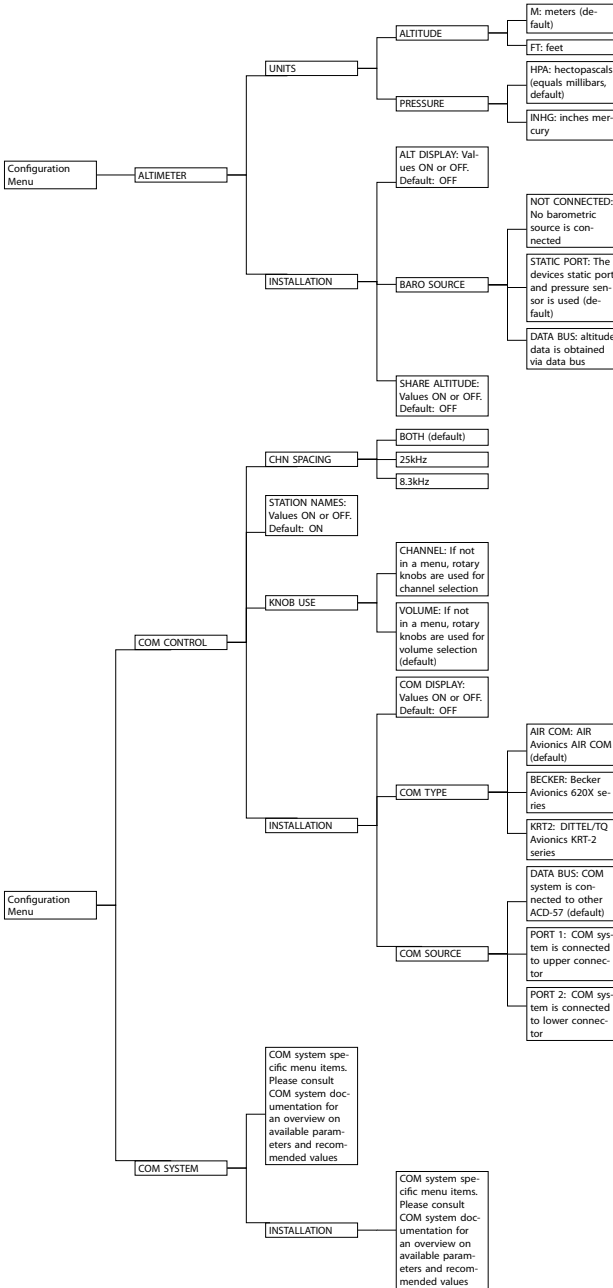 Configuration
Menu
ALTIMETER
UNITS
ALTITUDE
M: meters (de-
fault)
FT: feet
PRESSURE
HPA: hectopascals
(equals millibars,
default)
INHG: inches mer-
cury
INSTALLATION
ALT DISPLAY: Val-
ues ON or OFF.
Default: OFF
BARO SOURCE
NOT CONNECTED:
No barometric
source is con-
nected
STATIC PORT: The
devices static port
and pressure sen-
sor is used (de-
fault)
DATA BUS: altitude
data is obtained
via data bus
SHARE ALTITUDE:
Values ON or OFF.
Default: OFF
Configuration
Menu
COM CONTROL
CHN SPACING
BOTH (default)
25kHz
8.3kHz
STATION NAMES:
Values ON or OFF.
Default: ON
KNOB USE
CHANNEL: If not
in a menu, rotary
knobs are used for
channel selection
VOLUME: If not
in a menu, rotary
knobs are used for
volume selection
(default)
INSTALLATION
COM DISPLAY:
Values ON or OFF.
Default: OFF
COM TYPE
AIR COM: AIR
Avionics AIR COM
(default)
BECKER: Becker
Avionics 620X se-
ries
KRT2: DITTEL/TQ
Avionics KRT-2
series
COM SOURCE
DATA BUS: COM
system is con-
nected to other
ACD-57 (default)
PORT 1: COM sys-
tem is connected
to upper connec-
tor
PORT 2: COM sys-
tem is connected
to lower connec-
tor
COM SYSTEM
COM system spe-
cific menu items.
Please consult
COM system doc-
umentation for
an overview on
available param-
eters and recom-
mended values
INSTALLATION
COM system spe-
cific menu items.
Please consult
COM system doc-
umentation for
an overview on
available param-
eters and recom-
mended values